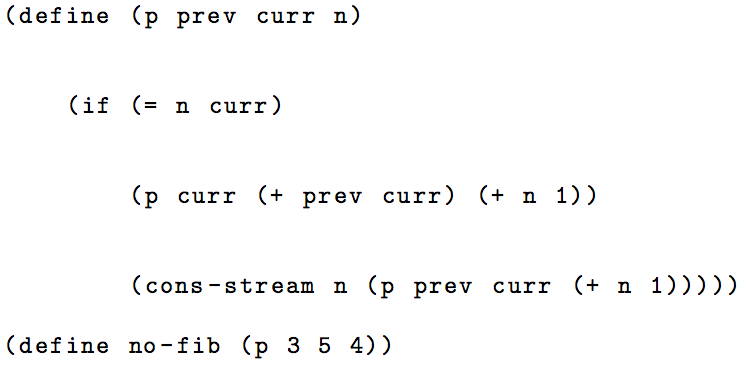 (define (p prev curr n)
    (if (= n curr)
        (p curr (+ prev curr) (+ n 1))
        (cons-stream n (p prev curr (+ n 1)))))
(define no-fib (p 3 5 4))